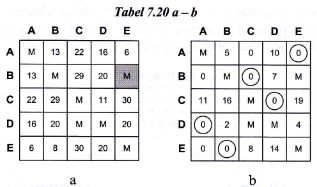 Tabel 7.20 a – b
A B C D E
A M 13 22 16 6
B 13 M 29 20 M
C 22 29 M 11 30
D 16 20 M M 20
E 6 8 30 20 M
a
A B C D E
A M 5 0 10 0
B 0 M 0 7 M
C 11 16 M 0 19
D 0 2 M M 4
E 0 0 8 14 M
b